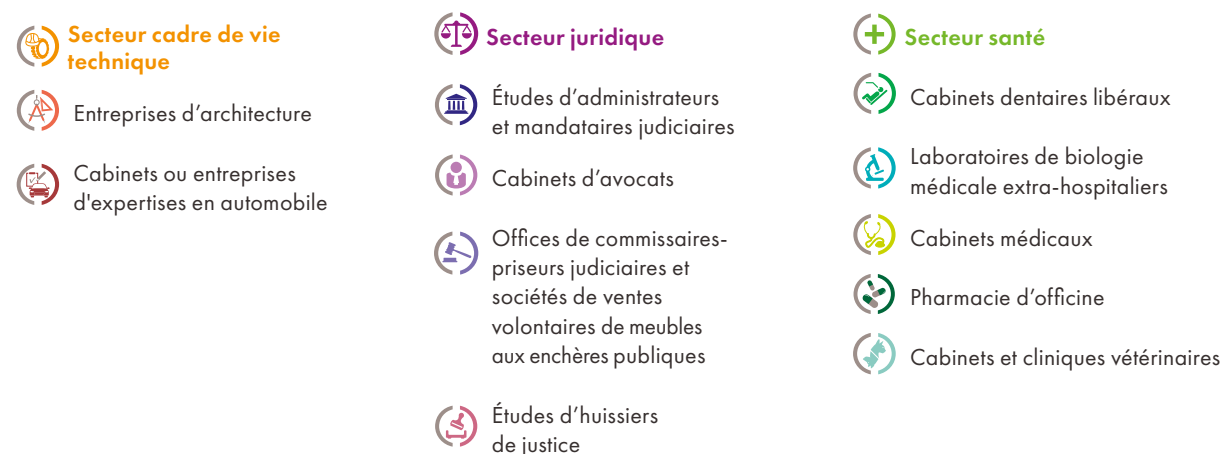 Secteur cadre de vie
technique
Entreprises d'architecture
Cabinets ou entreprises
d'expertises en automobile
Secteur juridique
Études d'administrateurs
et mandataires judiciaires
Cabinets d'avocats
Offices de commissaires-
priseurs judiciaires et
sociétés de ventes
volontaires de meubles
aux enchères publiques
Études d'huissiers
de justice
Secteur santé
Cabinets dentaires libéraux
Laboratoires de biologie
médicale extra-hospitaliers
Cabinets médicaux
Pharmacie d'officine
Cabinets et cliniques vétérinaires